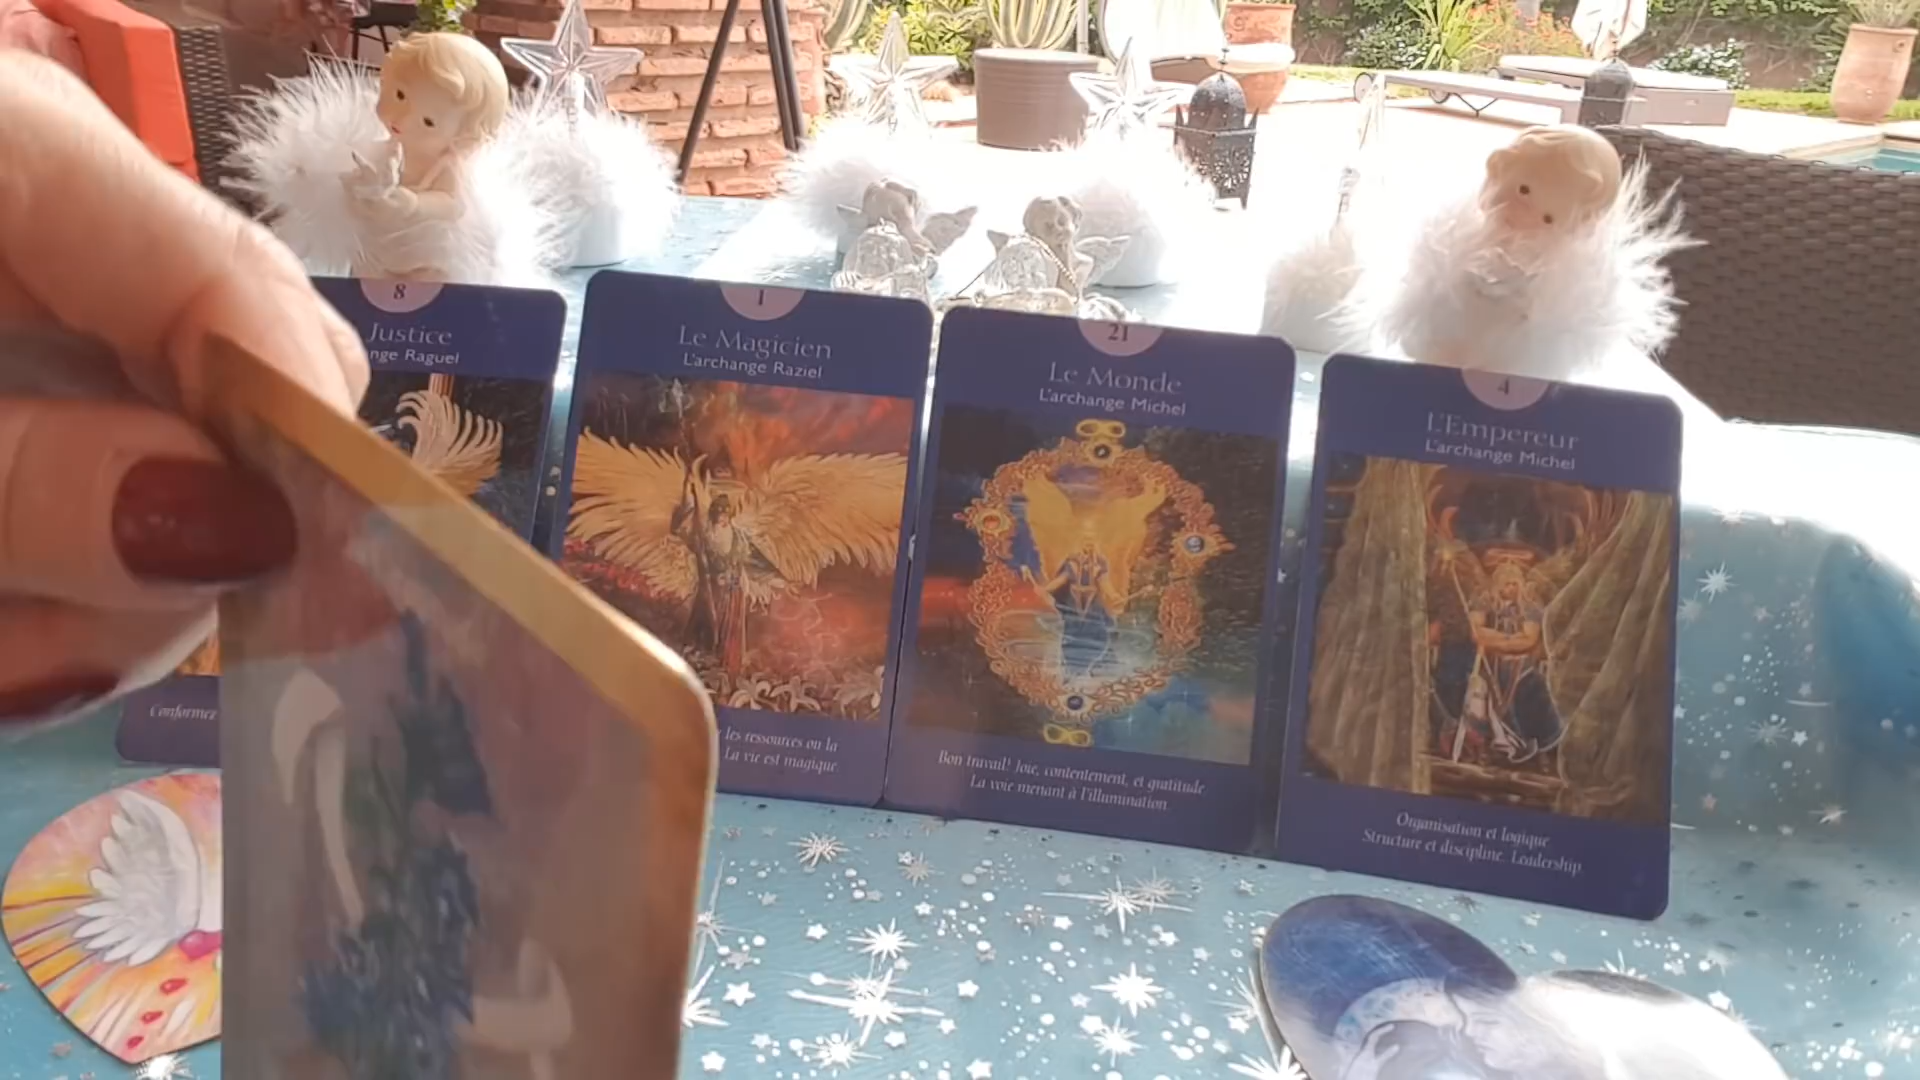 8
Justice
nge Raguel
Conformez
1
Le Magicien
L'archange Raziel
les ressources ou la
La vie est magique.
21
Le Monde
L'archange Michel
Bon travail! Joie, contentement, et gratitude
La voie menant à l'illumination
4
L'Empereur
L'archange Michel
Organisation et logique
Structure et discipline. Leadership